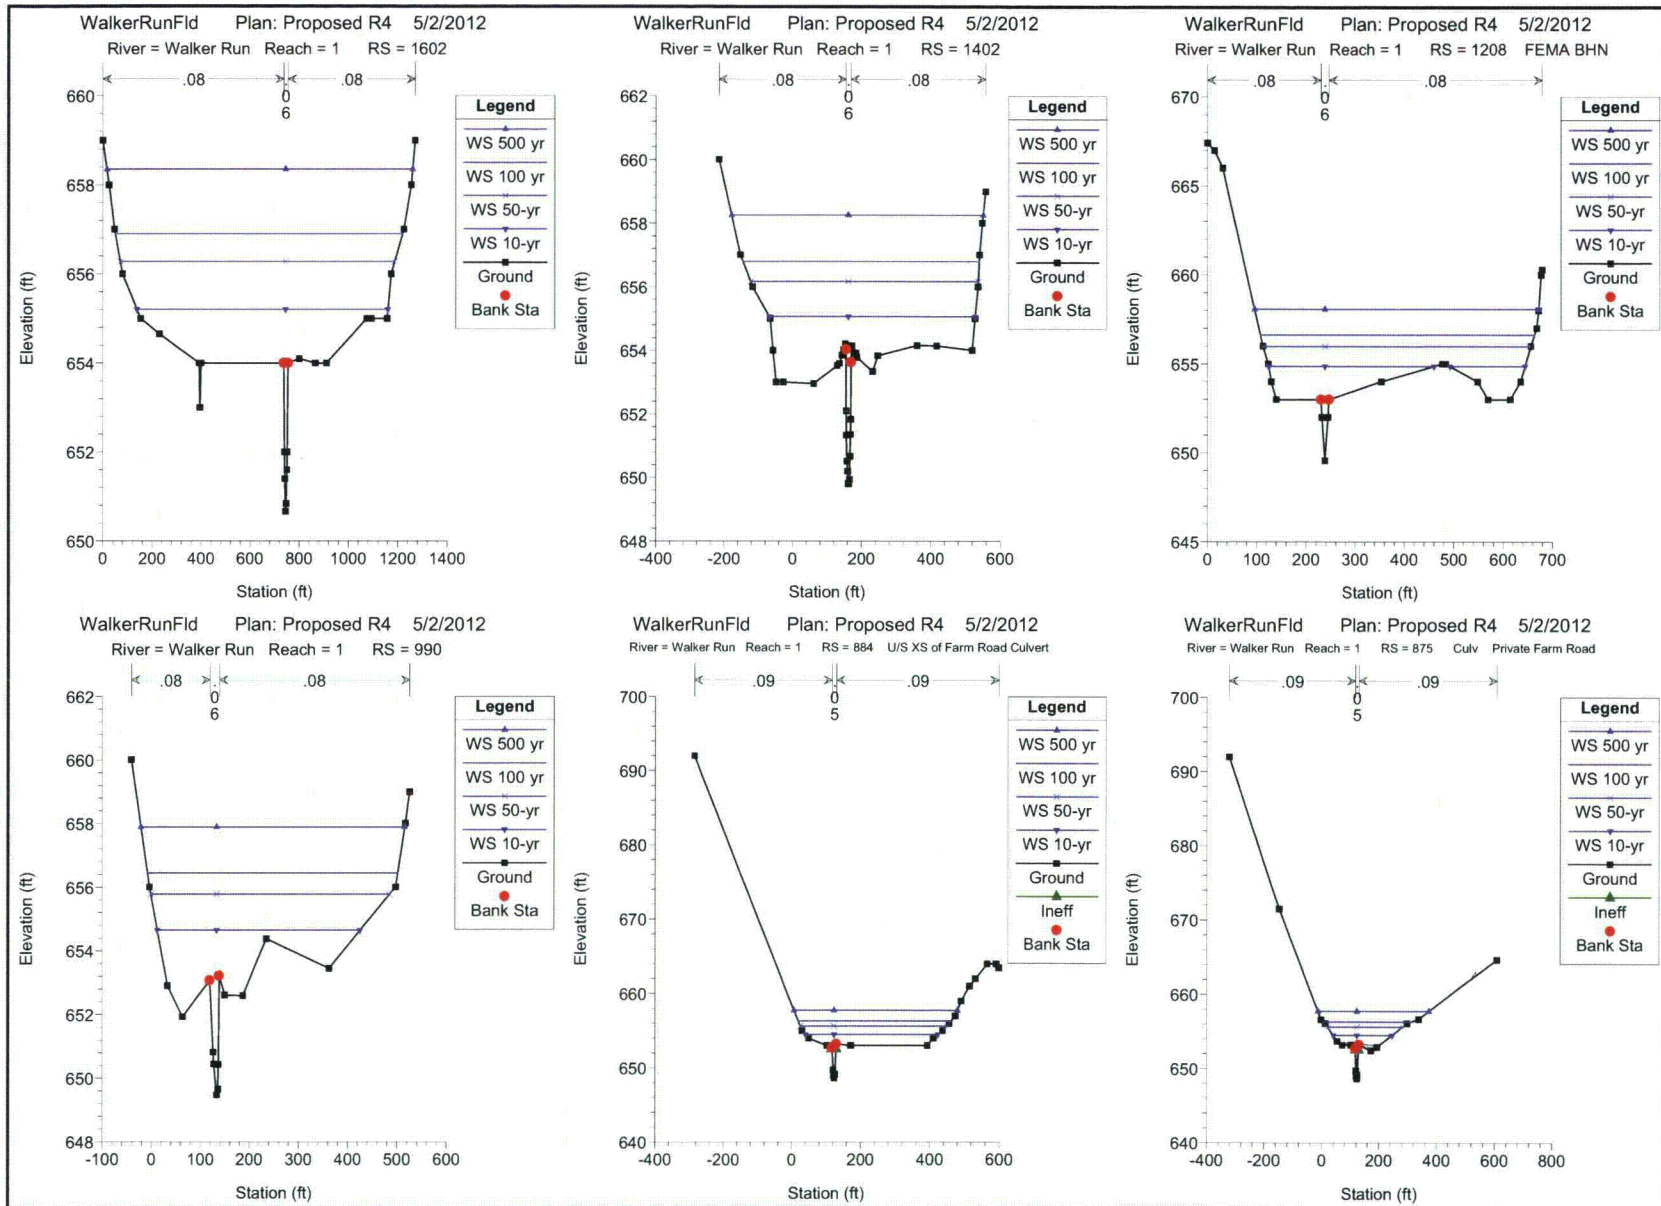 WalkerRunFld Plan: Proposed R4 5/2/2012
River = Walker Run Reach = 1 RS = 1602
.08 .08
.0
6
660
658
656
654
652
650
Elevation (ft)
0 200 400 600 800 1000 1200 1400
Station (ft)
Legend
WS 500 yr
WS 100 yr
WS 50-yr
WS 10-yr
Ground
Bank Sta
WalkerRunFld Plan: Proposed R4 5/2/2012
River = Walker Run Reach = 1 RS = 1402
.08 .08
.0
6
662
660
658
656
654
652
650
648
Elevation (ft)
-400 -200 0 200 400 600
Station (ft)
Legend
WS 500 yr
WS 100 yr
WS 50-yr
WS 10-yr
Ground
Bank Sta
WalkerRunFld Plan: Proposed R4 5/2/2012
River = Walker Run Reach = 1 RS = 1208 FEMA BHN
.08 .08
.0
6
670
665
660
655
650
645
Elevation (ft)
0 100 200 300 400 500 600 700
Station (ft)
Legend
WS 500 yr
WS 100 yr
WS 50-yr
WS 10-yr
Ground
Bank Sta
WalkerRunFld Plan: Proposed R4 5/2/2012
River = Walker Run Reach = 1 RS = 990
.08 .08
.0
6
662
660
658
656
654
652
650
648
Elevation (ft)
-100 0 100 200 300 400 500 600
Station (ft)
Legend
WS 500 yr
WS 100 yr
WS 50-yr
WS 10-yr
Ground
Bank Sta
WalkerRunFld Plan: Proposed R4 5/2/2012
River = Walker Run Reach = 1 RS = 884 U/S XS of Farm Road Culvert
.09 .09
.0
5
700
690
680
670
660
650
640
Elevation (ft)
-400 -200 0 200 400 600
Station (ft)
Legend
WS 500 yr
WS 100 yr
WS 50-yr
WS 10-yr
Ground
Ineff
Bank Sta
WalkerRunFld Plan: Proposed R4 5/2/2012
River = Walker Run Reach = 1 RS = 875 Culv Private Farm Road
.09 .09
.0
5
700
690
680
670
660
650
640
Elevation (ft)
-400 -200 0 200 400 600 800
Station (ft)
Legend
WS 500 yr
WS 100 yr
WS 50-yr
WS 10-yr
Ground
Ineff
Bank Sta